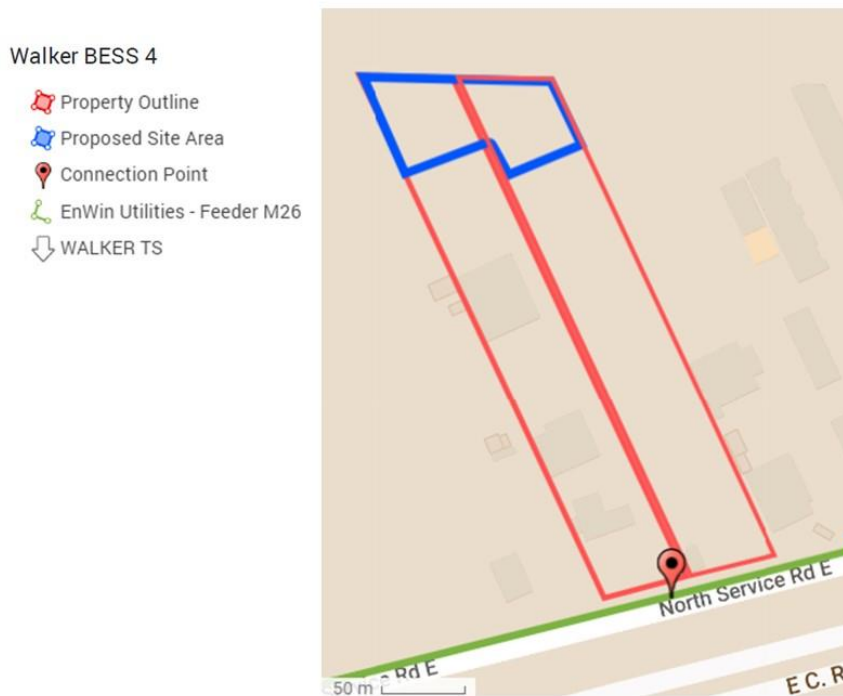 Walker BESS 4
Property Outline
Proposed Site Area
Connection Point
EnWin Utilities - Feeder M26
WALKER TS
North Service Rd E
Rd E
50 m
E C. R